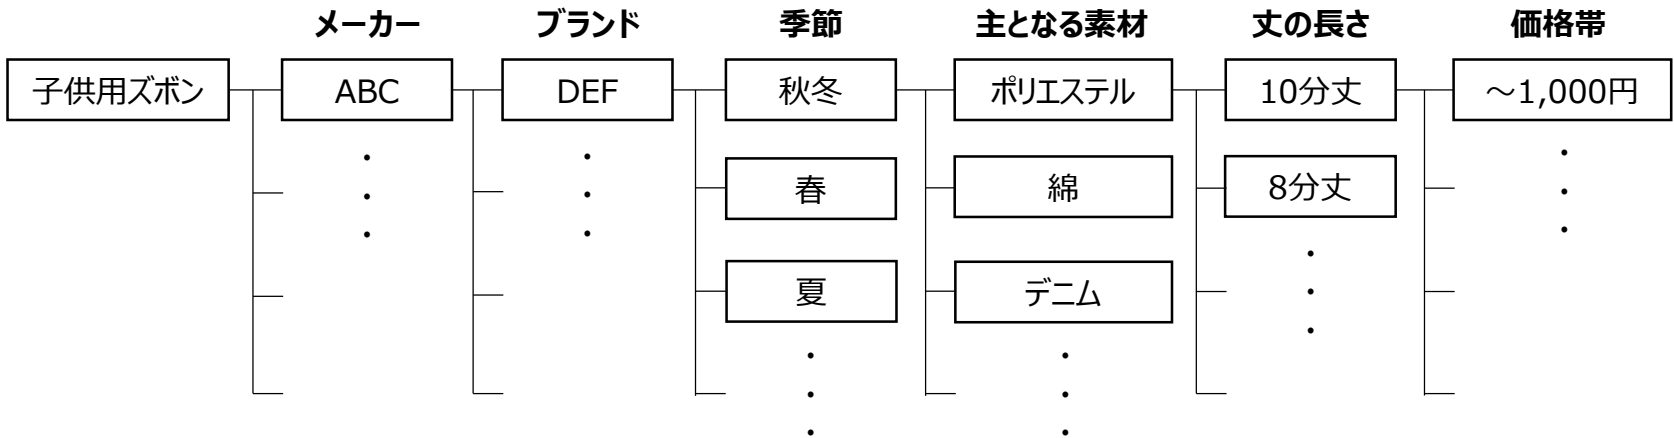 メーカー ブランド 季節 主となる素材 丈の長さ 価格帯
子供用ズボン ABC DEF 秋冬 ポリエステル 10分丈 ～1,000円
春 綿 8分丈
夏 デニム